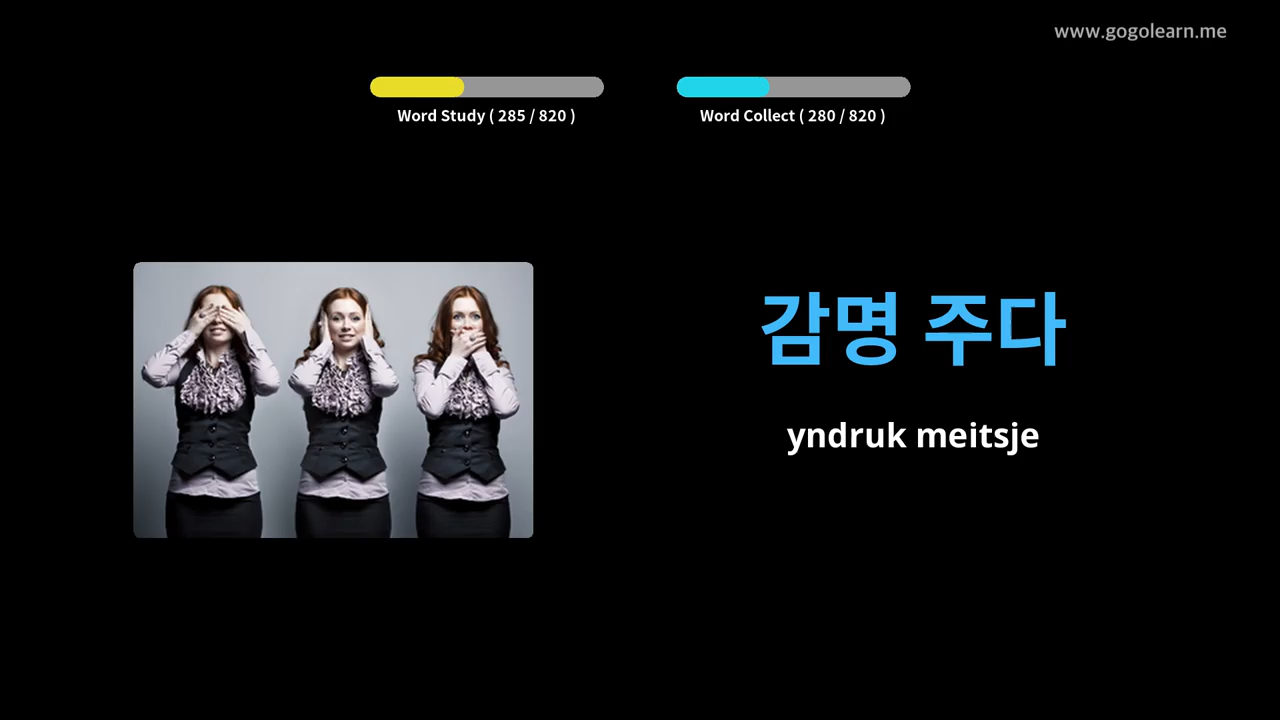 www.gogolearn.me
Word Study ( 285 / 820 )
Word Collect ( 280 / 820 )
감명 주다
yndruk meitsje